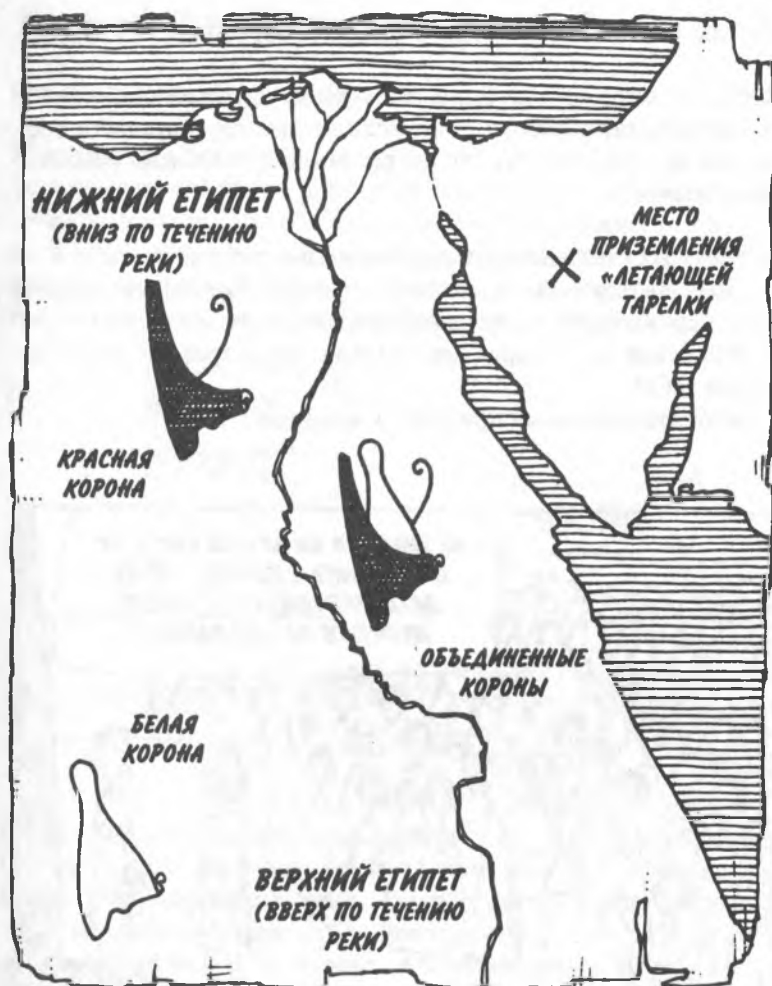 НИЖНИЙ ЕГИПЕТ
(ВНИЗ ПО ТЕЧЕНИЮ
РЕКИ)
МЕСТО
ПРИЗЕМЛЕНИЯ
«ЛЕТАЮЩЕЙ
ТАРЕЛКИ
КРАСНАЯ
КОРОНА
ОБЪЕДИНЕННЫЕ
КОРОНЫ
БЕЛАЯ
КОРОНА
ВЕРХНИЙ ЕГИПЕТ
(ВВЕРХ ПО ТЕЧЕНИЮ
РЕКИ)